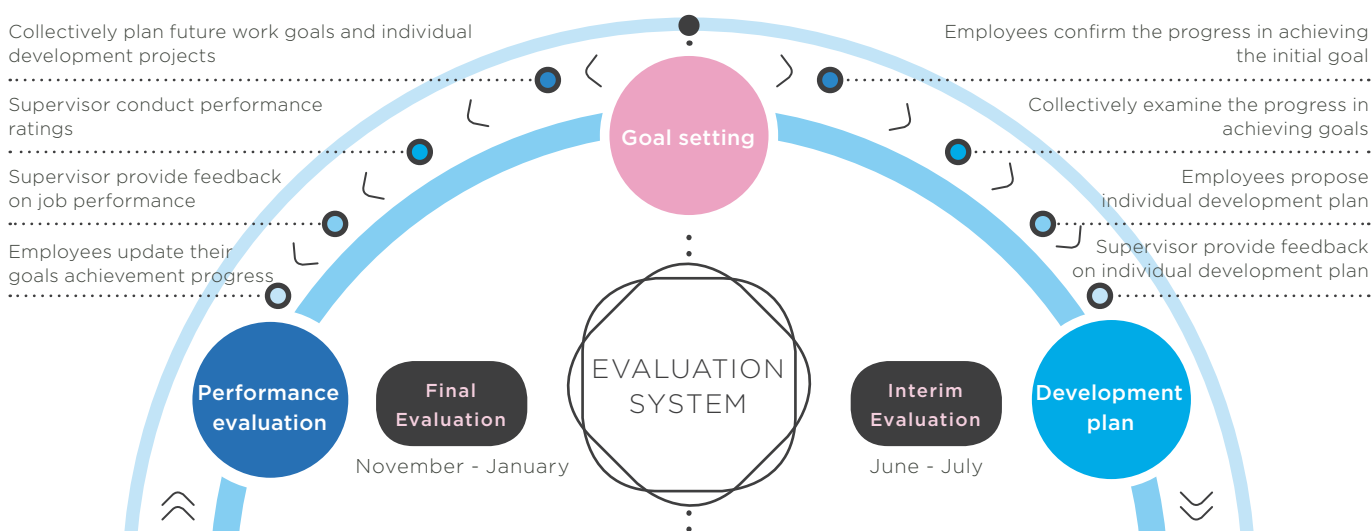 Collectively plan future work goals and individual
development projects
Supervisor conduct performance
ratings
Supervisor provide feedback
on job performance
Employees update their
goals achievement progress
Employees confirm the progress in achieving
the initial goal
Collectively examine the progress in
achieving goals
Employees propose
individual development plan
Supervisor provide feedback
on individual development plan
Goal setting
Performance
evaluation
Final
Evaluation
November - January
EVALUATION
SYSTEM
Interim
Evaluation
June - July
Development
plan